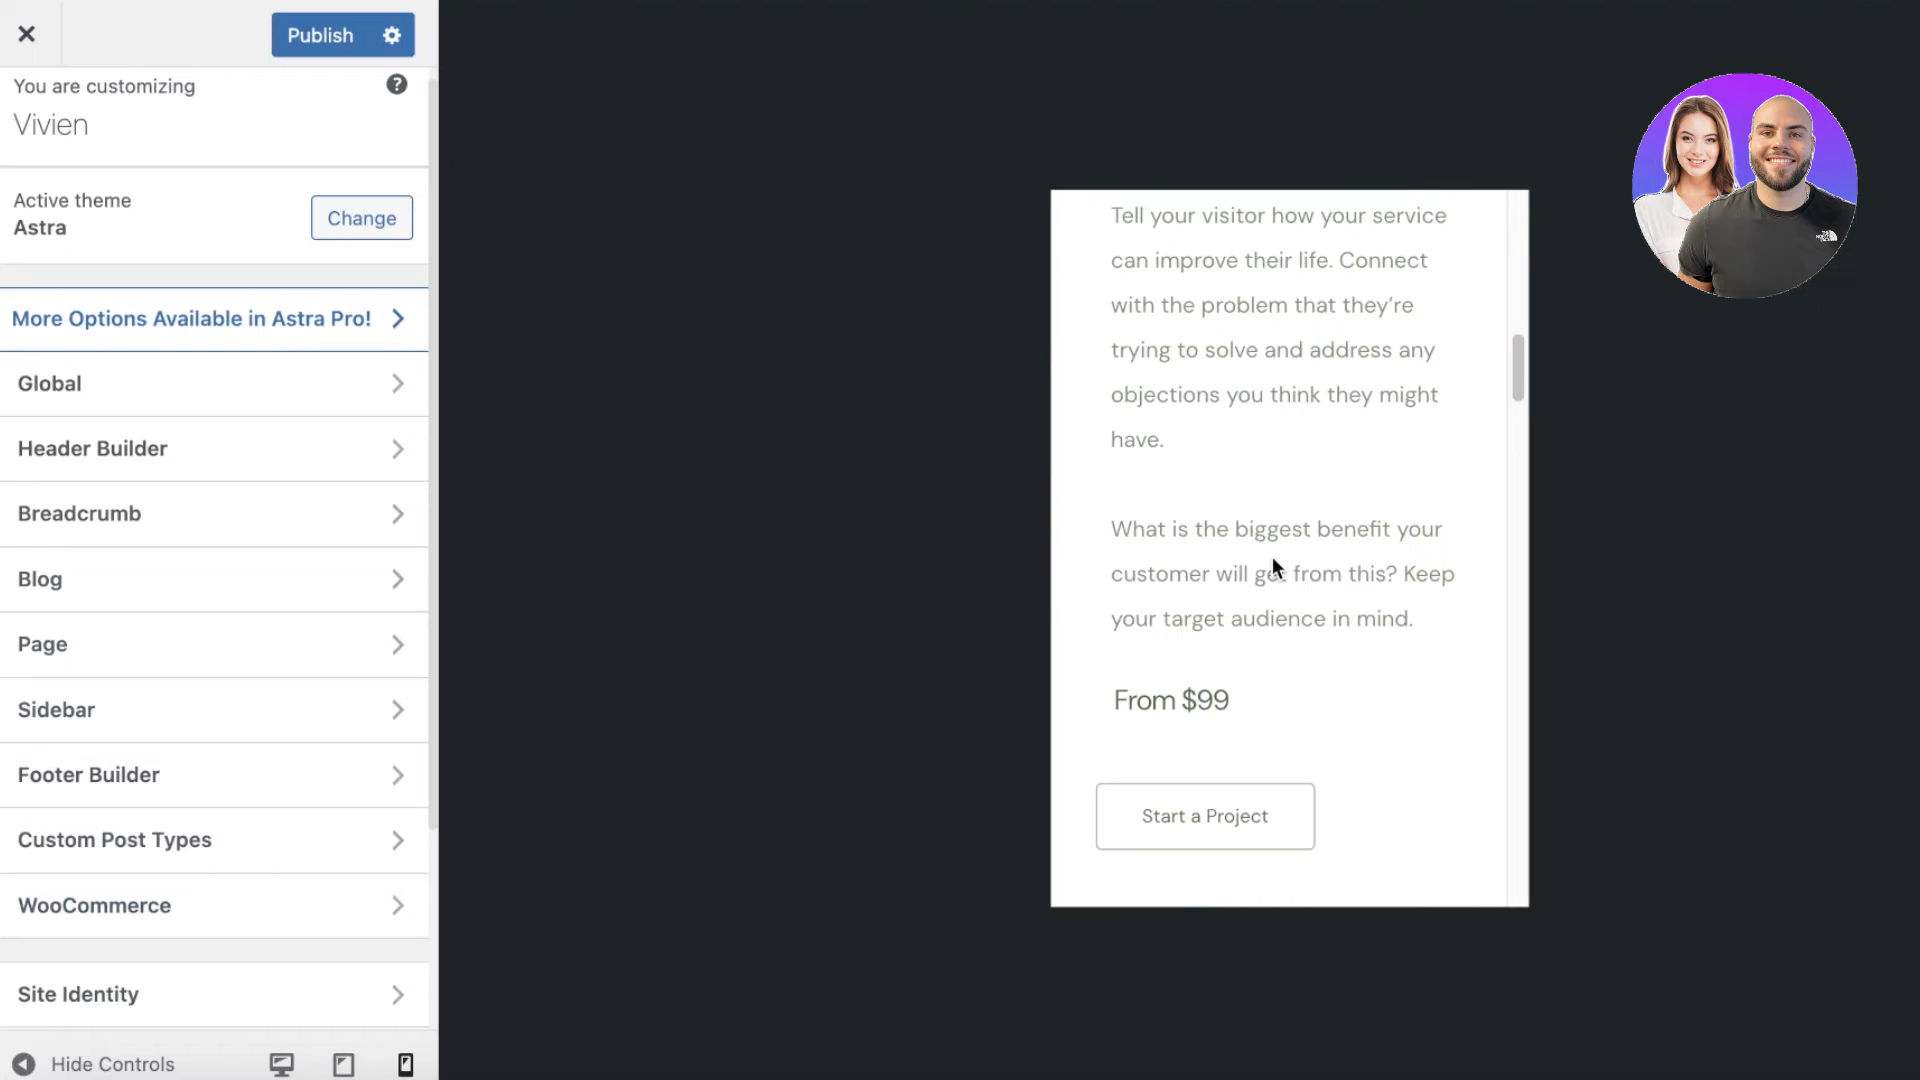 Publish
You are customizing
Vivien
Active theme
Astra
Change
More Options Available in Astra Pro!
Global
Header Builder
Breadcrumb
Blog
Page
Sidebar
Footer Builder
Custom Post Types
WooCommerce
Site Identity
Hide Controls
Tell your visitor how your service
can improve their life. Connect
with the problem that they're
trying to solve and address any
objections you think they might
have.
What is the biggest benefit your
customer will get from this? Keep
your target audience in mind.
From $99
Start a Project